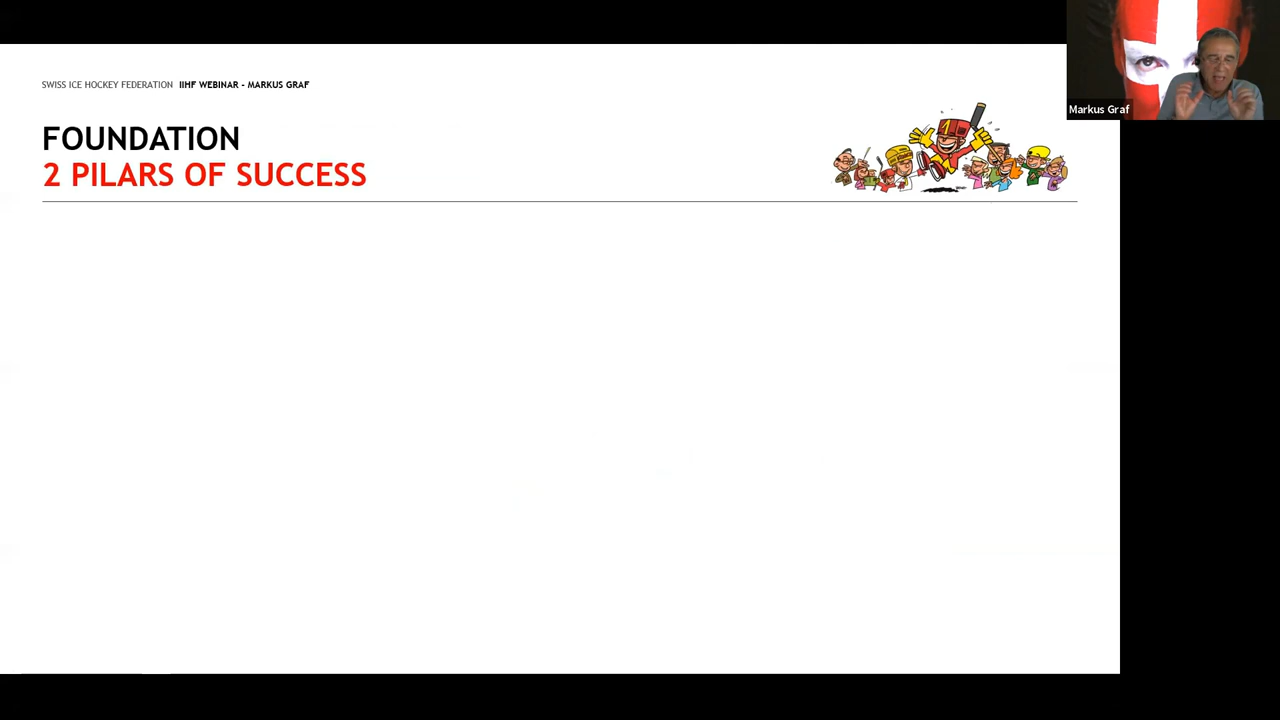 SWISS ICE HOCKEY FEDERATION IIHF WEBINAR - MARKUS GRAF
FOUNDATION
2 PILARS OF SUCCESS
Markus Graf